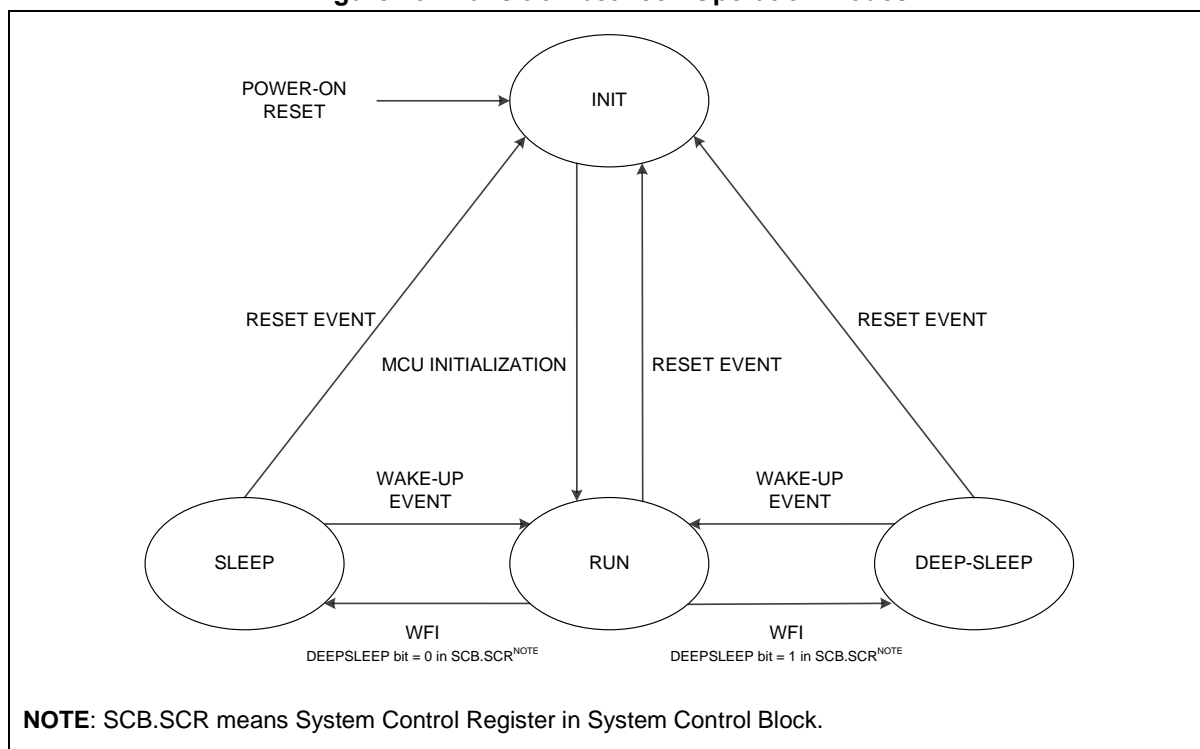 POWER-ON
RESET
INIT
RESET EVENT
MCU INITIALIZATION
RESET EVENT
RESET EVENT
WAKE-UP
EVENT
WAKE-UP
EVENT
SLEEP
RUN
DEEP-SLEEP
WFI
DEEPSLEEP bit = 0 in SCB.SCRNOTE
WFI
DEEPSLEEP bit = 1 in SCB.SCRNOTE
NOTE: SCB.SCR means System Control Register in System Control Block.